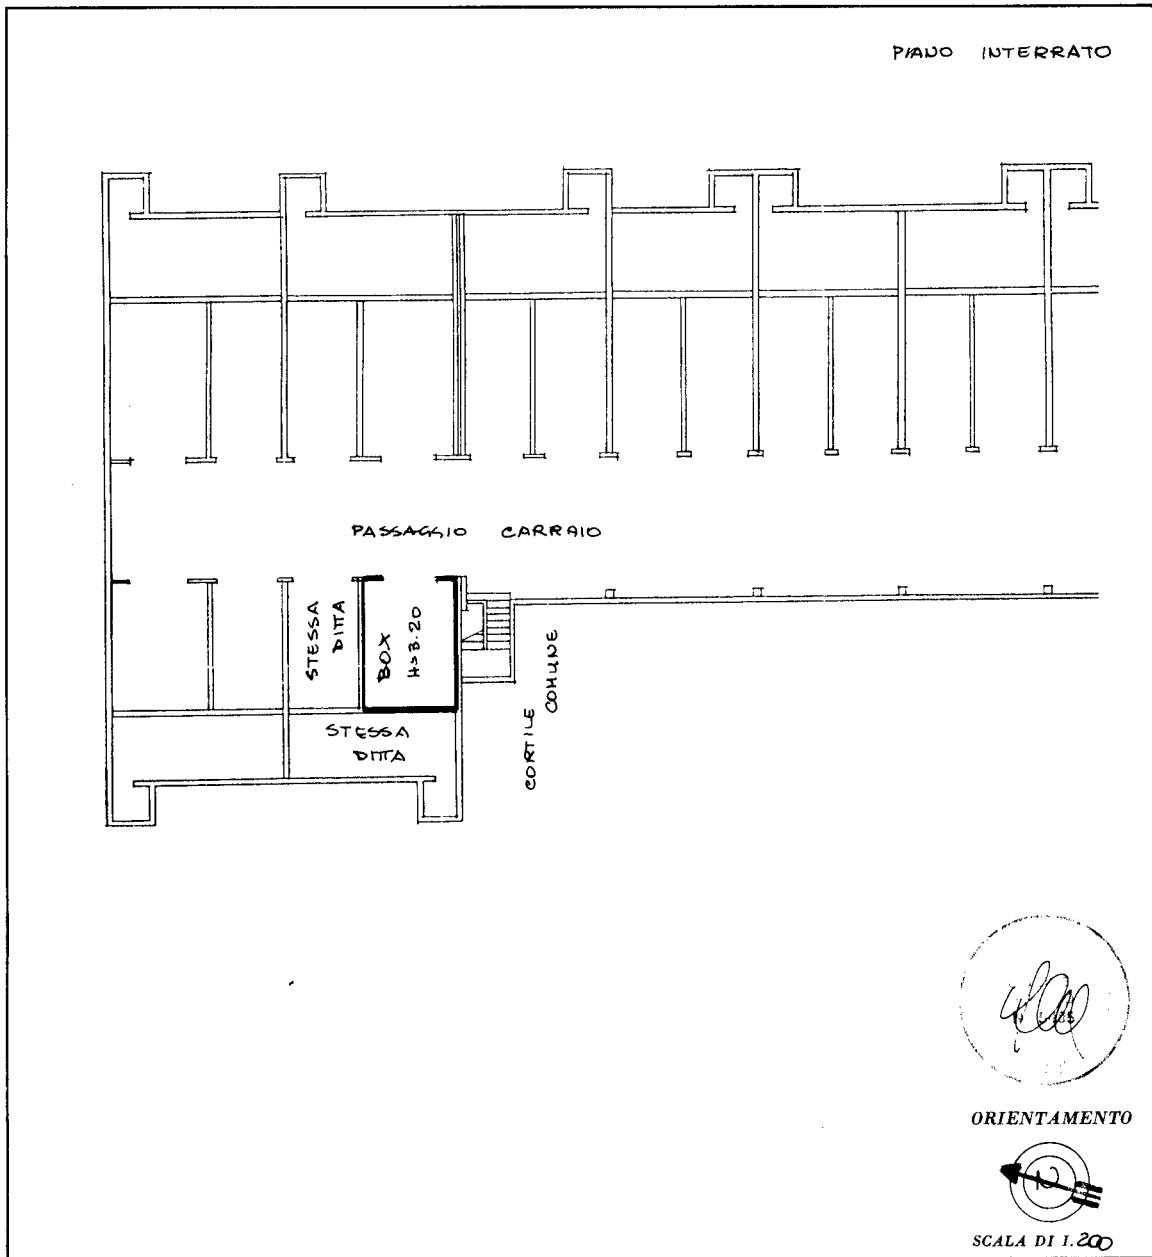 PIANO INTERRATO
PASSAGGIO CARRAIO
STESSA
DITTA
BOX
H=3.20
STESSA
DITTA
CORTILE
COMUNE
ORIENTAMENTO
N
SCALA DI 1.200